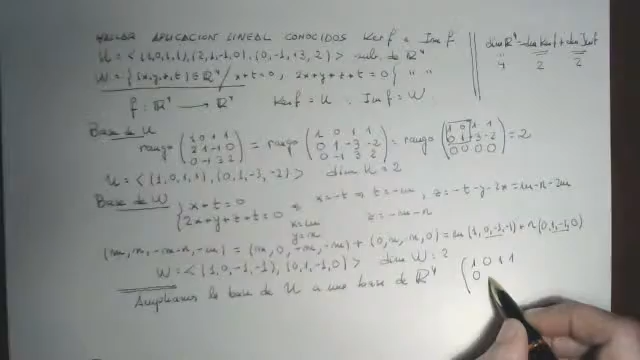 HALLAR APLICACION LINEAL CONOCIDOS Kerf e Imf
U = <(1,0,1,1),(2,1,-1,0),(0,-1,+3,2)> sub. de ℝ⁴
W = {(x,y,z,t) ∈ ℝ⁴ / x+t=0, 2x+y+z+t=0} " "
f: ℝ⁴ → ℝ⁴ Kerf = U , Imf = W
dim ℝ⁴ = dim Kerf + dim Imf
4 2 2
Base de U
rango (1 0 1 1 = rango (1 0 1 1 = rango (1 0 1 1 = 2
2 1 -1 0 0 1 -3 -2 0 1 -3 -2
0 -1 3 2) 0 -1 3 2) 0 0 0 0)
U = <(1,0,1,1),(0,1,-3,-2)> dim U = 2
Base de W { x+t=0 x=-t → t=-m, z=-t-y-2x=m-n-2m
2x+y+z+t=0 x=m z=-m-n
y=n
(m,n,-m-n,-m) = (m,0,-m,-m) + (0,n,-n,0) = m(1,0,-1,-1) + n(0,1,-1,0)
W = <(1,0,-1,-1),(0,1,-1,0)> dim W = 2
Ampliamos la base de U a una base de ℝ⁴ (1 0 1 1
0